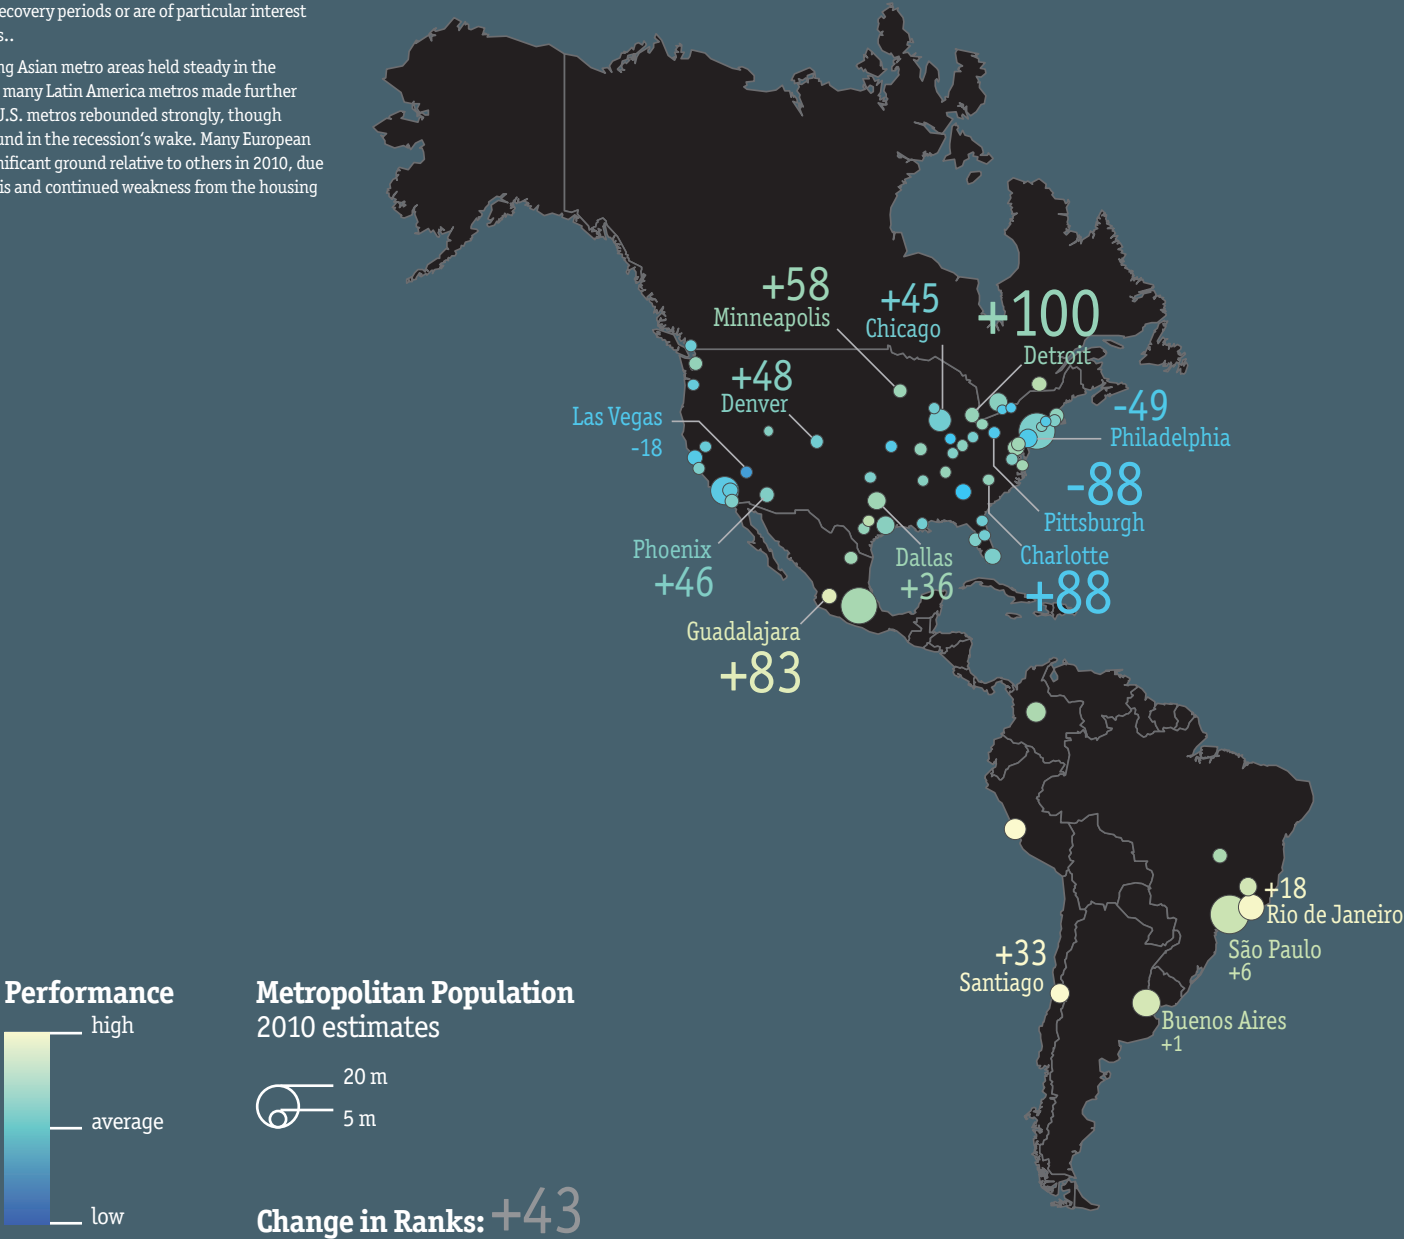 ecovery periods or are of particular interest
s..
ng Asian metro areas held steady in the
many Latin America metros made further
U.S. metros rebounded strongly, though
und in the recession's wake. Many European
nificant ground relative to others in 2010, due
is and continued weakness from the housing
+58
Minneapolis
+45
Chicago
+100
Detroit
+48
Denver
Las Vegas
-18
-49
Philadelphia
-88
Pittsburgh
Phoenix
+46
Dallas
+36
Charlotte
+88
Guadalajara
+83
+18
Rio de Janeiro
São Paulo
+6
+33
Santiago
Buenos Aires
+1
Performance
high
average
low
Metropolitan Population
2010 estimates
20 m
5 m
Change in Ranks: +43